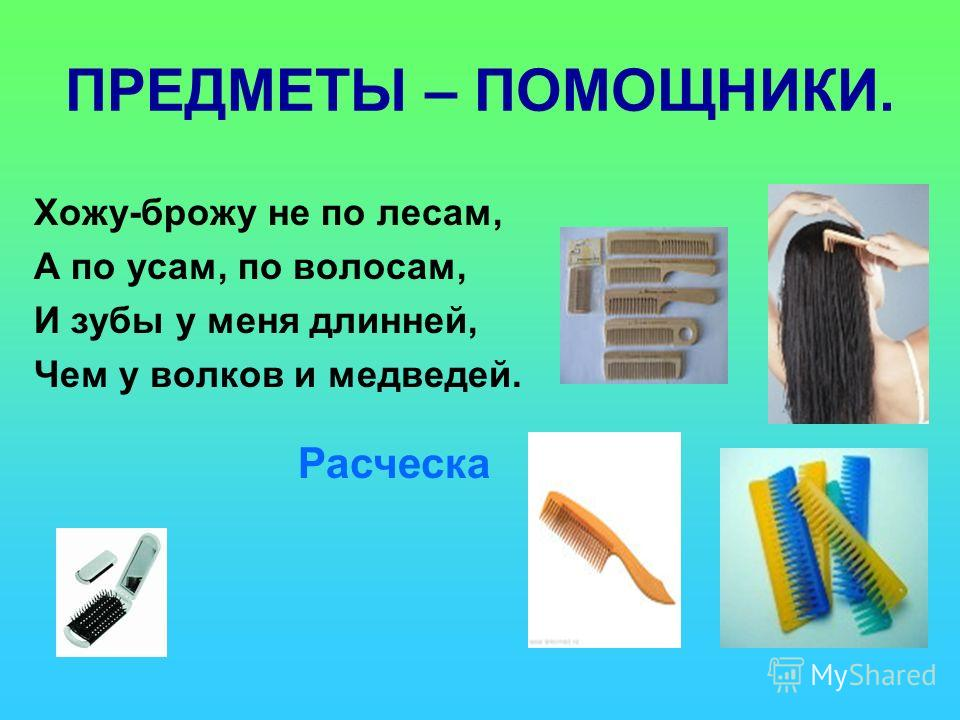 ПРЕДМЕТЫ – ПОМОЩНИКИ.
Хожу-брожу не по лесам,
А по усам, по волосам,
И зубы у меня длинней,
Чем у волков и медведей.
Расческа
MyShared